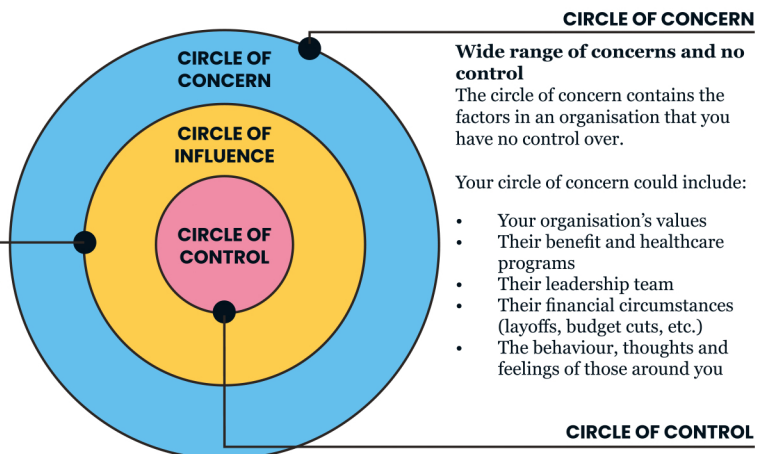 CIRCLE OF CONCERN
CIRCLE OF
CONCERN
CIRCLE OF
INFLUENCE
CIRCLE OF
CONTROL
Wide range of concerns and no
control
The circle of concern contains the
factors in an organisation that you
have no control over.
Your circle of concern could include:
• Your organisation’s values
• Their benefit and healthcare
programs
• Their leadership team
• Their financial circumstances
(layoffs, budget cuts, etc.)
• The behaviour, thoughts and
feelings of those around you
CIRCLE OF CONTROL